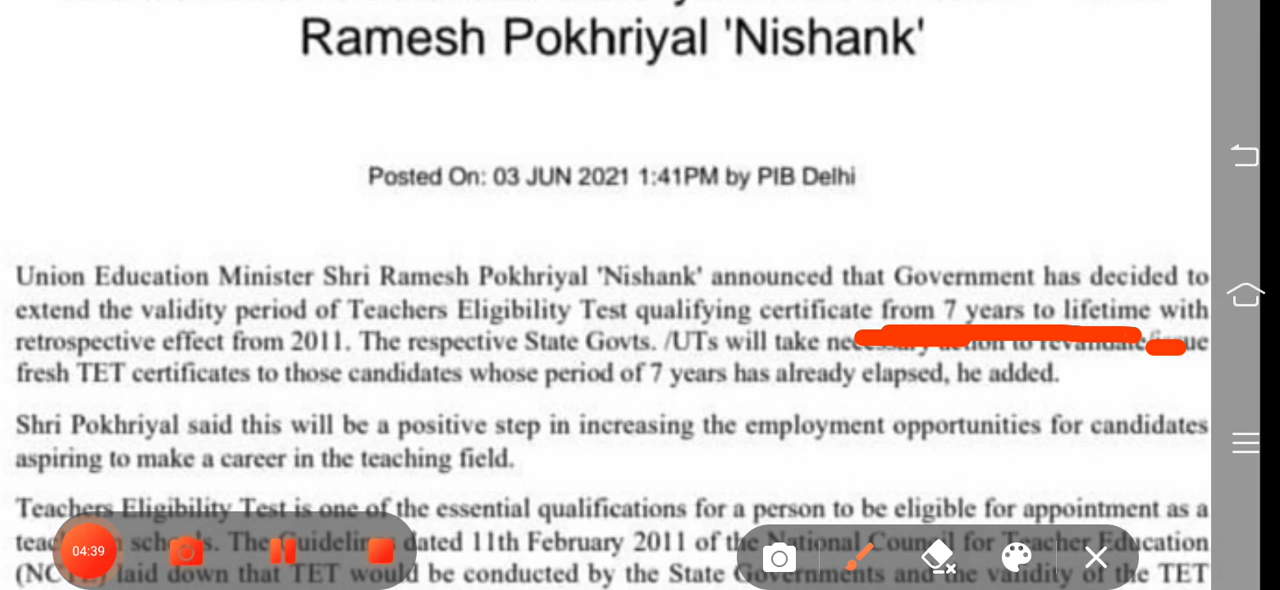 Ramesh Pokhriyal 'Nishank'
Posted On: 03 JUN 2021 1:41PM by PIB Delhi
Union Education Minister Shri Ramesh Pokhriyal 'Nishank' announced that Government has decided to
extend the validity period of Teachers Eligibility Test qualifying certificate from 7 years to lifetime with
retrospective effect from 2011. The respective State Govts. /UTs will take
fresh TET certificates to those candidates whose period of 7 years has already elapsed, he added.
Shri Pokhriyal said this will be a positive step in increasing the employment opportunities for candidates
aspiring to make a career in the teaching field.
Teachers Eligibility Test is one of the essential qualifications for a person to be eligible for appointment as a
The Guidelines dated 11th February 2011 of the National Council for Teacher Education
laid down that TET would be conducted by the State Governments and the validity of the TET
04:39